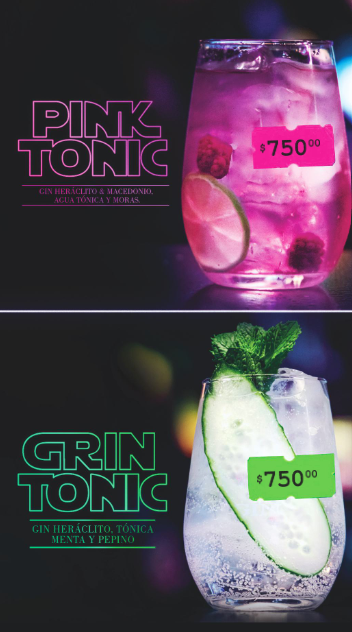 PINK
TONIC
GIN HERÁCLITO & MACEDONIO,
AGUA TÓNICA Y MORAS.
$750⁰⁰
GRIN
TONIC
GIN HERÁCLITO, TÓNICA
MENTA Y PEPINO
$750⁰⁰